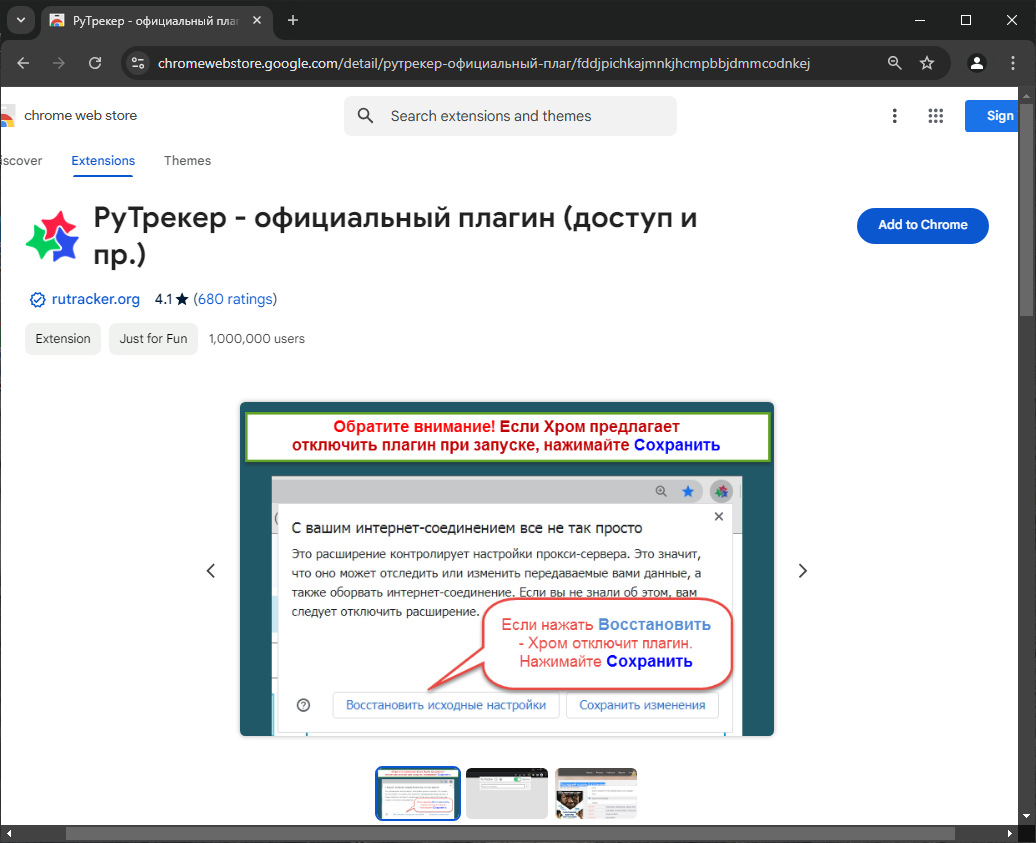 РуТрекер - официальный плаг
chromewebstore.google.com/detail/рутрекер-официальный-плаг/fddjpichkajmnkjhcmpbbjdmmcodnkej
chrome web store
Search extensions and themes
Sign
iscover
Extensions
Themes
РуТрекер - официальный плагин (доступ и
пр.)
Add to Chrome
rutracker.org 4.1★ (680 ratings)
Extension
Just for Fun
1,000,000 users
Обратите внимание! Если Хром предлагает
отключить плагин при запуске, нажимайте Сохранить
С вашим интернет-соединением все не так просто
Это расширение контролирует настройки прокси-сервера. Это значит,
что оно может отследить или изменить передаваемые вами данные, а
также оборвать интернет-соединение. Если вы не знали об этом, вам
следует отключить расширение.
Если нажать Восстановить
- Хром отключит плагин.
Нажимайте Сохранить
Восстановить исходные настройки
Сохранить изменения